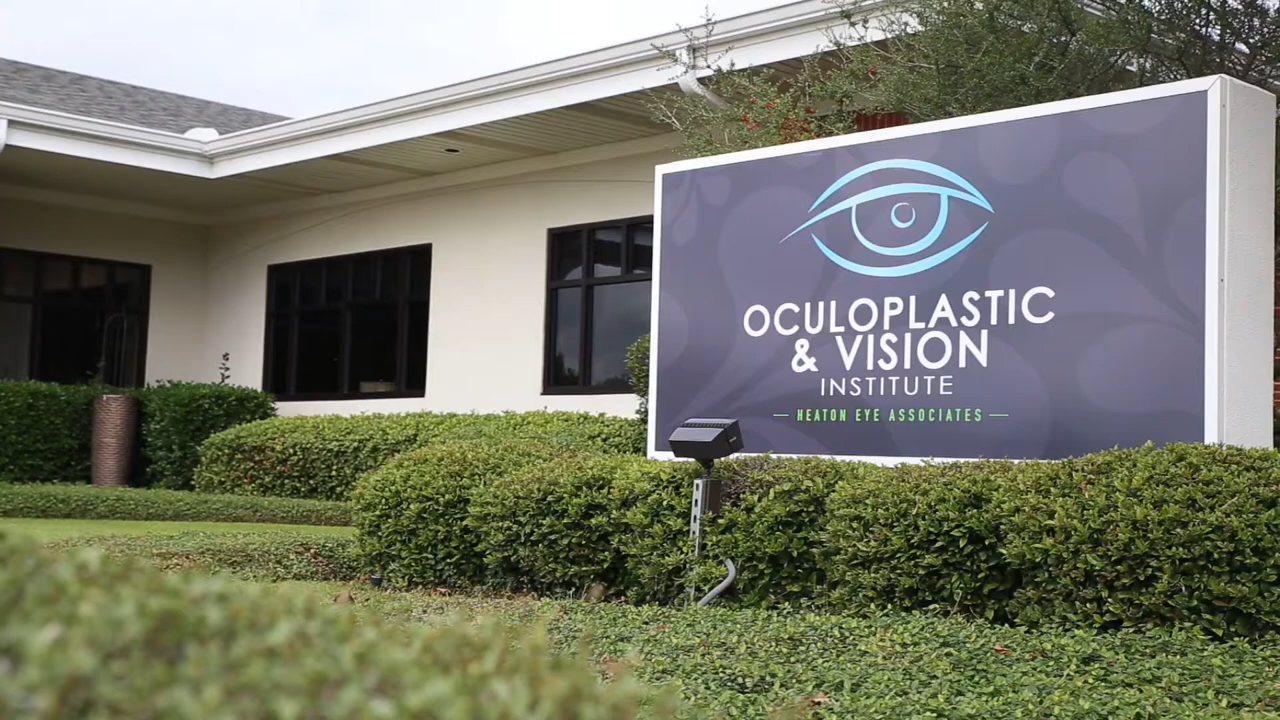 OCULOPLASTIC
& VISION
INSTITUTE
— HEATON EYE ASSOCIATES —